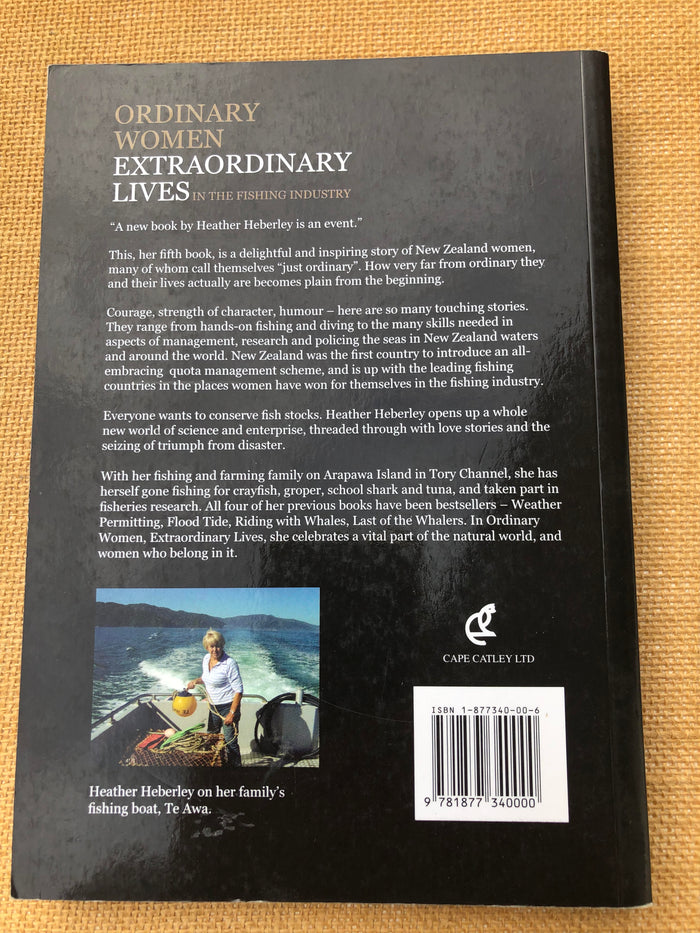 ORDINARY
WOMEN
EXTRAORDINARY
LIVES IN THE FISHING INDUSTRY
“A new book by Heather Heberley is an event.”
This, her fifth book, is a delightful and inspiring story of New Zealand women,
many of whom call themselves “just ordinary”. How very far from ordinary they
and their lives actually are becomes plain from the beginning.
Courage, strength of character, humour – here are so many touching stories.
They range from hands-on fishing and diving to the many skills needed in
aspects of management, research and policing the seas in New Zealand waters
and around the world. New Zealand was the first country to introduce an all-
embracing quota management scheme, and is up with the leading fishing
countries in the places women have won for themselves in the fishing industry.
Everyone wants to conserve fish stocks. Heather Heberley opens up a whole
new world of science and enterprise, threaded through with love stories and the
seizing of triumph from disaster.
With her fishing and farming family on Arapawa Island in Tory Channel, she has
herself gone fishing for crayfish, groper, school shark and tuna, and taken part in
fisheries research. All four of her previous books have been bestsellers – Weather
Permitting, Flood Tide, Riding with Whales, Last of the Whalers. In Ordinary
Women, Extraordinary Lives, she celebrates a vital part of the natural world, and
women who belong in it.
CAPE CATLEY LTD
ISBN 1-877340-00-6
9 781877 340000
Heather Heberley on her family’s
fishing boat, Te Awa.